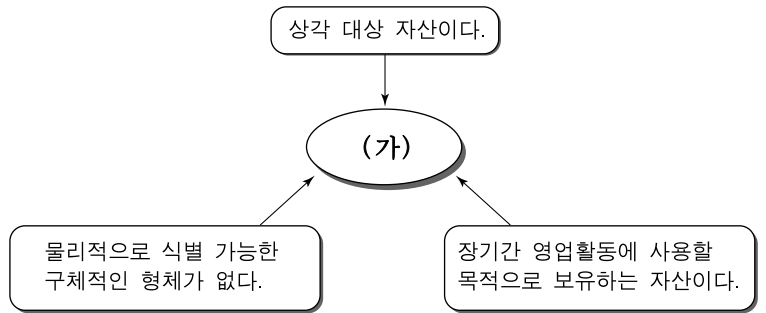 상각 대상 자산이다.
(가)
물리적으로 식별 가능한
구체적인 형체가 없다.
장기간 영업활동에 사용할
목적으로 보유하는 자산이다.